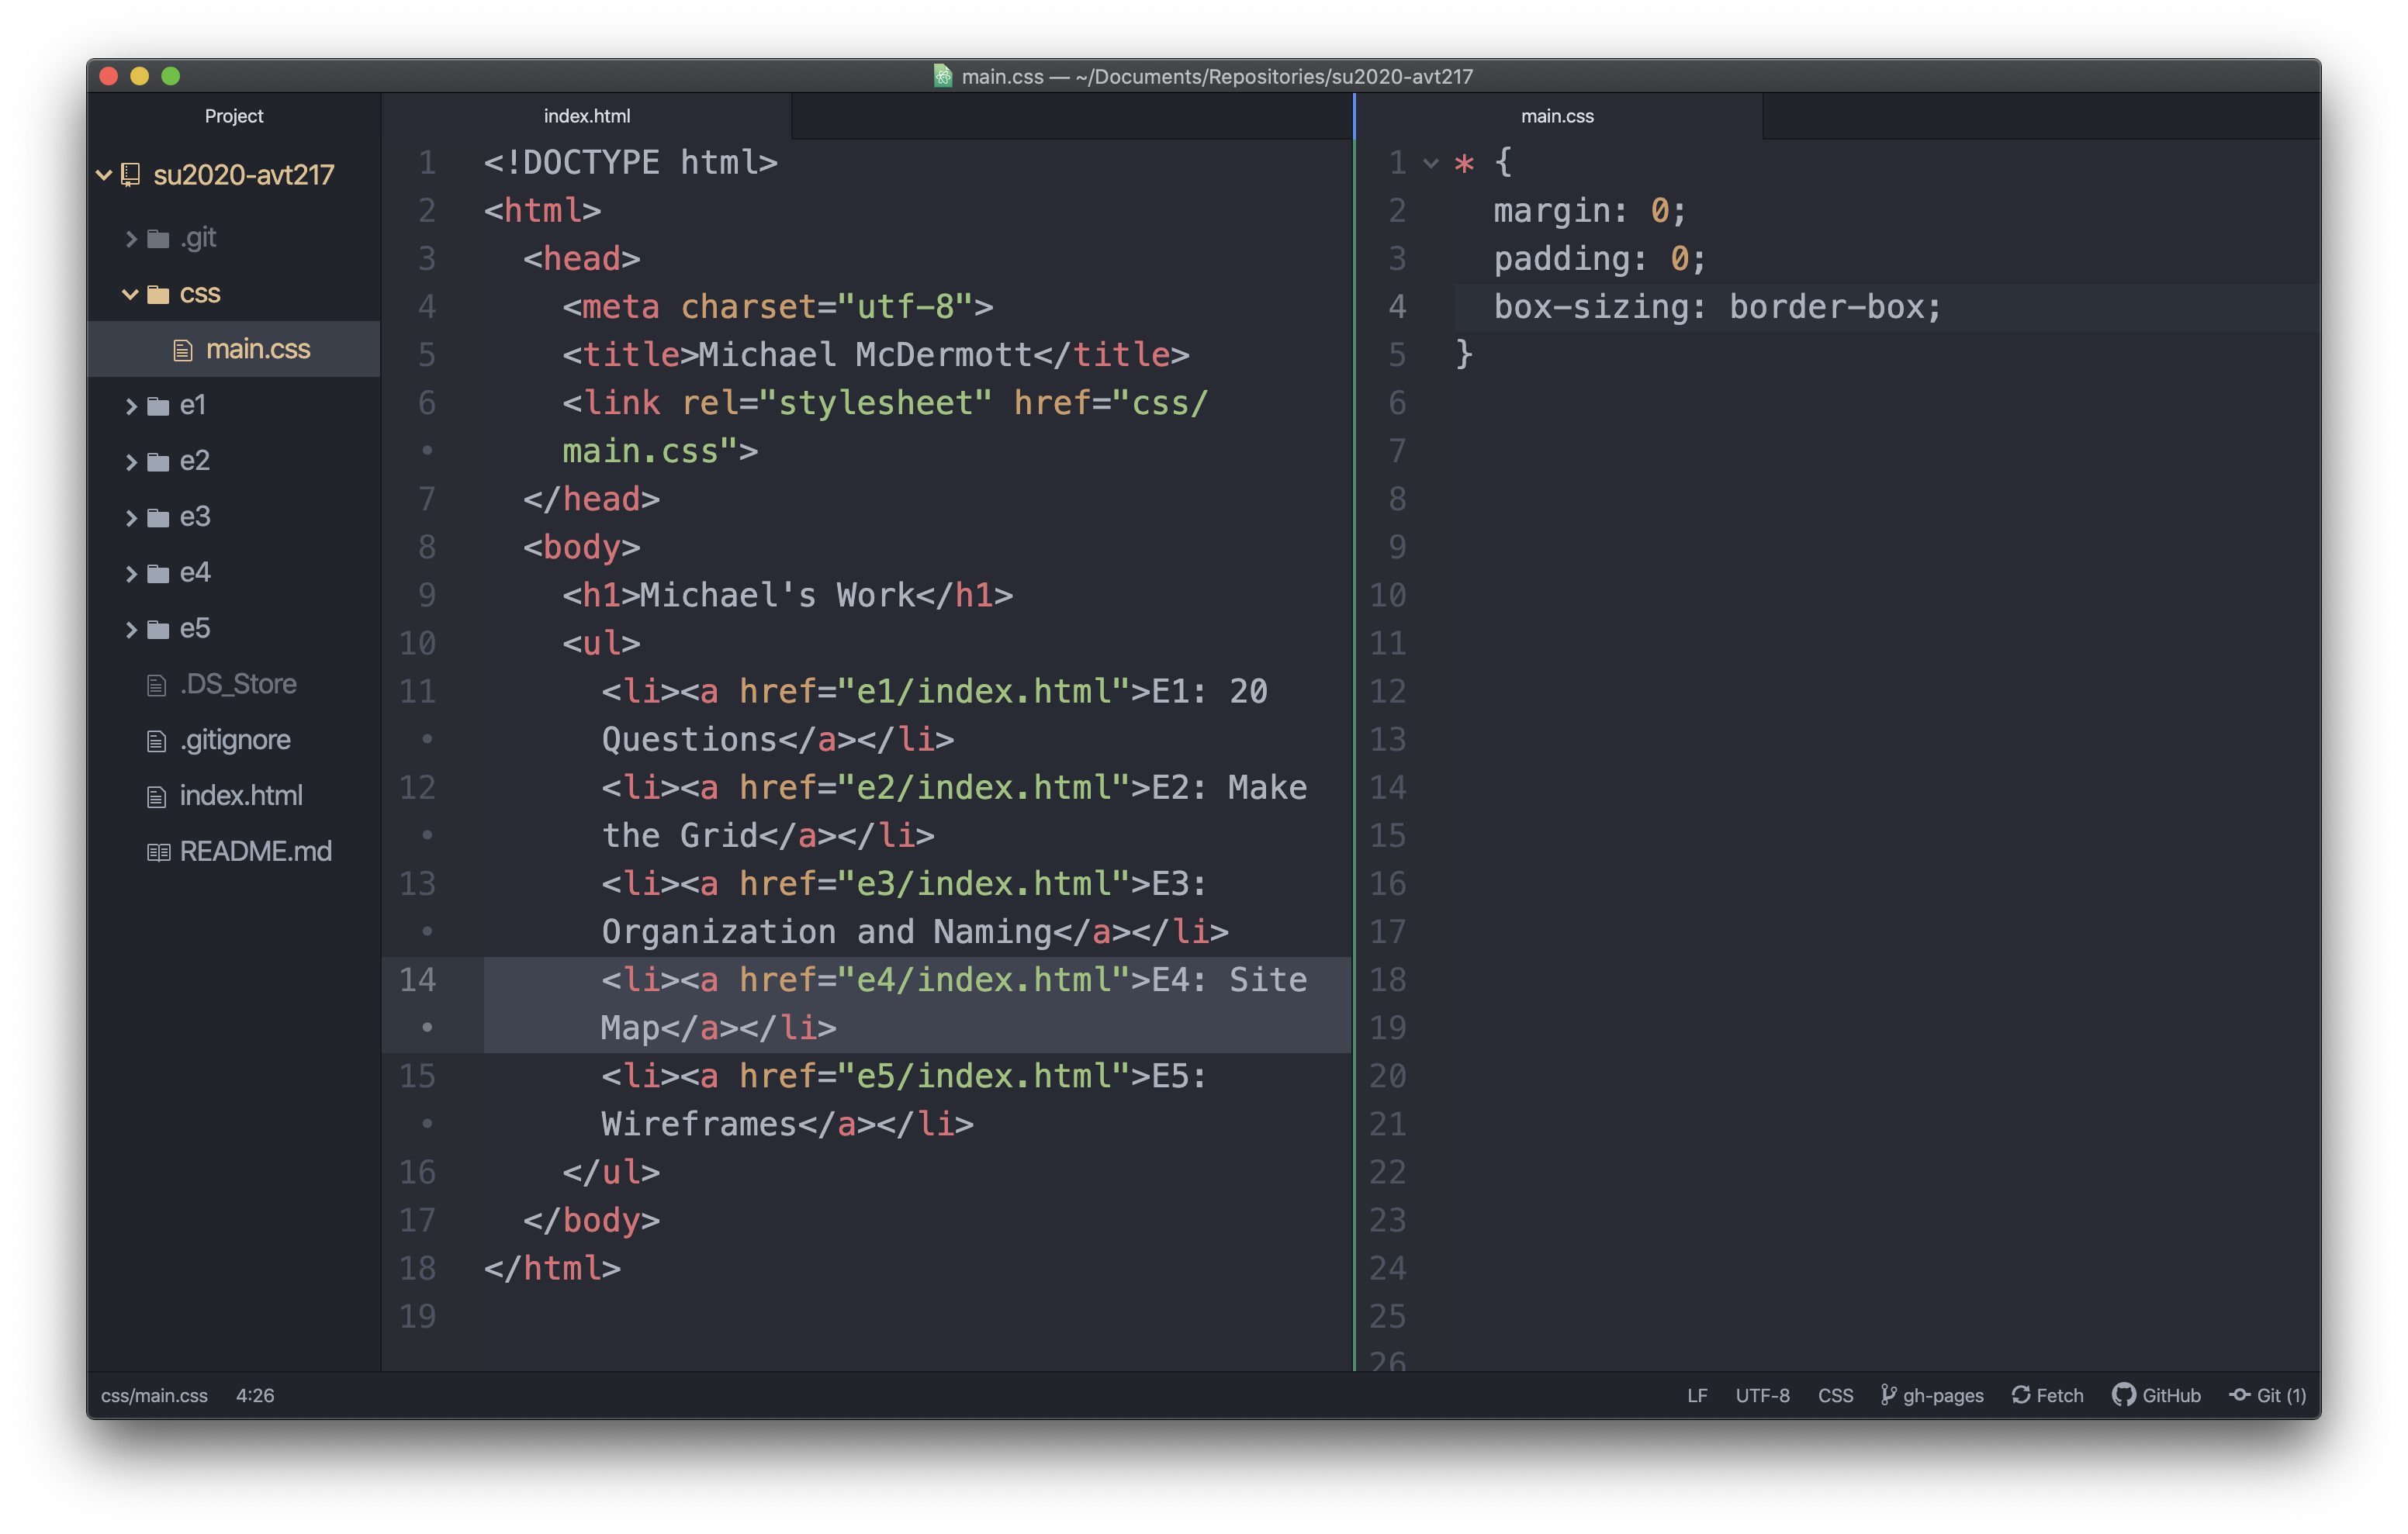 main.css — ~/Documents/Repositories/su2020-avt217
Project
su2020-avt217
.git
css
main.css
e1
e2
e3
e4
e5
.DS_Store
.gitignore
index.html
README.md
index.html
1 <!DOCTYPE html>
2 <html>
3 <head>
4 <meta charset="utf-8">
5 <title>Michael McDermott</title>
6 <link rel="stylesheet" href="css/
• main.css">
7 </head>
8 <body>
9 <h1>Michael's Work</h1>
10 <ul>
11 <li><a href="e1/index.html">E1: 20
• Questions</a></li>
12 <li><a href="e2/index.html">E2: Make
• the Grid</a></li>
13 <li><a href="e3/index.html">E3:
• Organization and Naming</a></li>
14 <li><a href="e4/index.html">E4: Site
• Map</a></li>
15 <li><a href="e5/index.html">E5:
• Wireframes</a></li>
16 </ul>
17 </body>
18 </html>
19
main.css
1 * {
2 margin: 0;
3 padding: 0;
4 box-sizing: border-box;
5 }
6
7
8
9
10
11
12
13
14
15
16
17
18
19
20
21
22
23
24
25
26
css/main.css 4:26 LF UTF-8 CSS gh-pages Fetch GitHub Git (1)